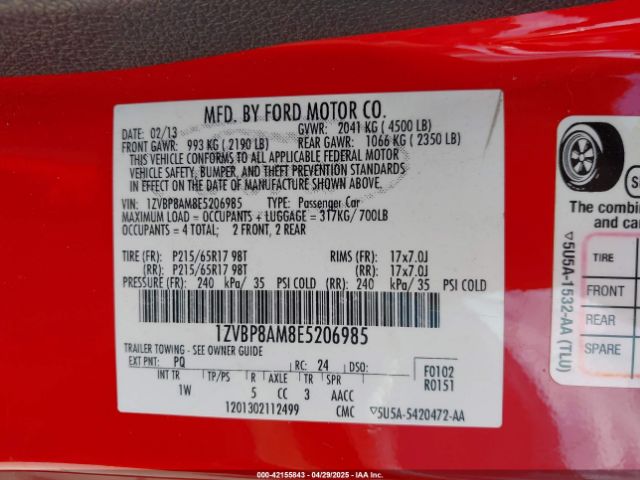 MFD. BY FORD MOTOR CO.
DATE: 02/13 GVWR: 2041 KG ( 4500 LB)
FRONT GAWR: 993 KG ( 2190 LB) REAR GAWR: 1066 KG ( 2350 LB)
THIS VEHICLE CONFORMS TO ALL APPLICABLE FEDERAL MOTOR
VEHICLE SAFETY, BUMPER, AND THEFT PREVENTION STANDARDS
IN EFFECT ON THE DATE OF MANUFACTURE SHOWN ABOVE.
VIN: 1ZVBP8AM8E5206985 TYPE: Passenger Car
MAXIMUM LOAD = OCCUPANTS + LUGGAGE = 317KG/ 700LB
OCCUPANTS = 4 TOTAL; 2 FRONT, 2 REAR
TIRE (FR): P215/65R17 98T RIMS (FR): 17x7.0J
(RR): P215/65R17 98T (RR): 17x7.0J
PRESSURE (FR): 240 kPa/ 35 PSI COLD (RR): 240 kPa/ 35 PSI COLD
1ZVBP8AM8E5206985
TRAILER TOWING - SEE OWNER GUIDE
EXT PNT: PQ RC: 24 DSO: F0102
R0151
INT TR TP/PS R AXLE TR SPR
1W 5 CC 3 AACC
1201302112499 CMC ▽5U5A-5420472-AA
The combin
and car
TIRE
FRONT
REAR
SPARE
▽5U5A-1532-AA (TLU)
000-42155843 - 04/29/2025 - IAAI, Inc.